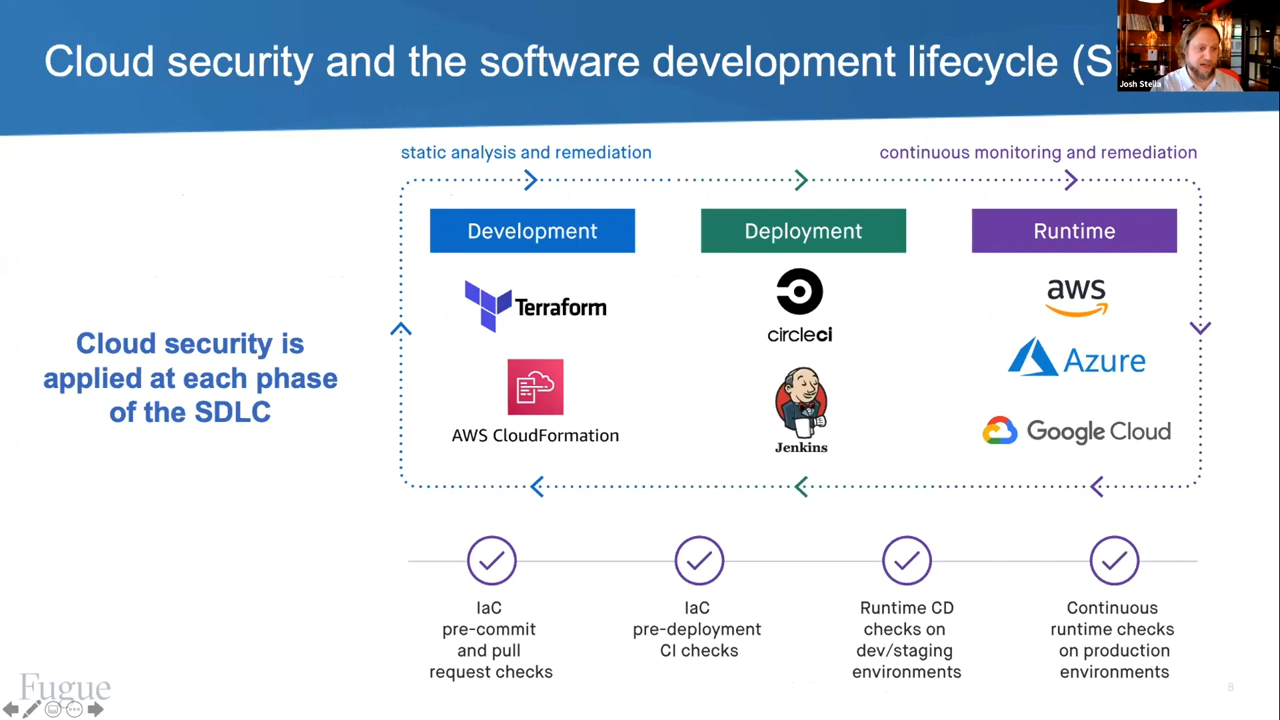 Cloud security and the software development lifecycle (S
Josh Stella
static analysis and remediation
continuous monitoring and remediation
Development
Deployment
Runtime
Terraform
circleci
aws
Azure
AWS CloudFormation
Jenkins
Google Cloud
Cloud security is
applied at each phase
of the SDLC
IaC
pre-commit
and pull
request checks
IaC
pre-deployment
CI checks
Runtime CD
checks on
dev/staging
environments
Continuous
runtime checks
on production
environments
Fugue
8